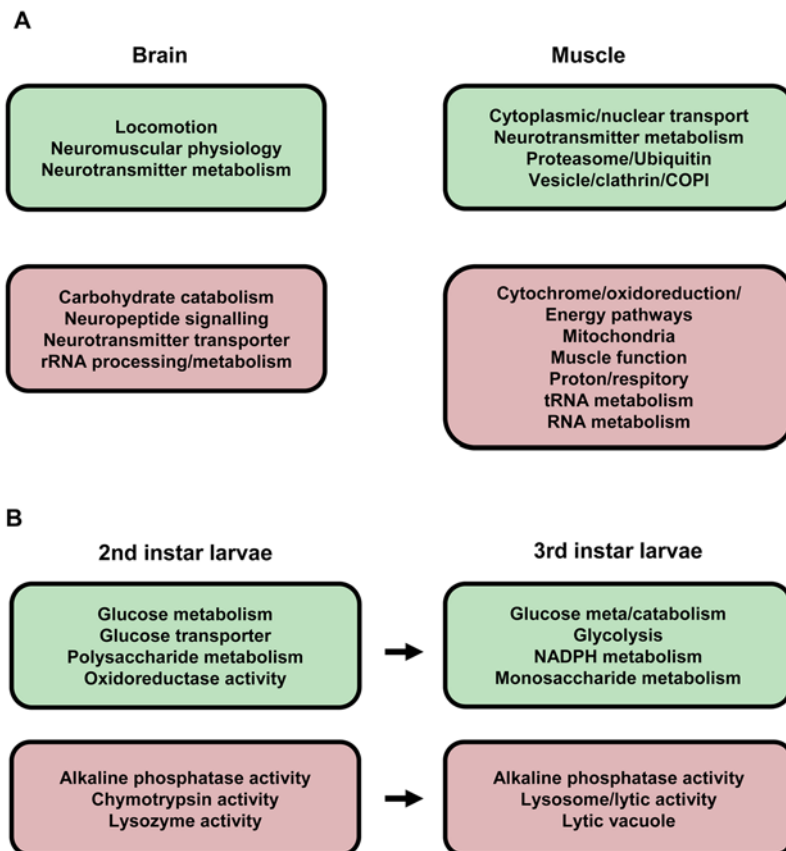 A
Brain
Muscle
Locomotion
Neuromuscular physiology
Neurotransmitter metabolism
Cytoplasmic/nuclear transport
Neurotransmitter metabolism
Proteasome/Ubiquitin
Vesicle/clathrin/COPI
Carbohydrate catabolism
Neuropeptide signalling
Neurotransmitter transporter
rRNA processing/metabolism
Cytochrome/oxidoreduction/
Energy pathways
Mitochondria
Muscle function
Proton/respitory
tRNA metabolism
RNA metabolism
B
2nd instar larvae
3rd instar larvae
Glucose metabolism
Glucose transporter
Polysaccharide metabolism
Oxidoreductase activity
Glucose meta/catabolism
Glycolysis
NADPH metabolism
Monosaccharide metabolism
Alkaline phosphatase activity
Chymotrypsin activity
Lysozyme activity
Alkaline phosphatase activity
Lysosome/lytic activity
Lytic vacuole